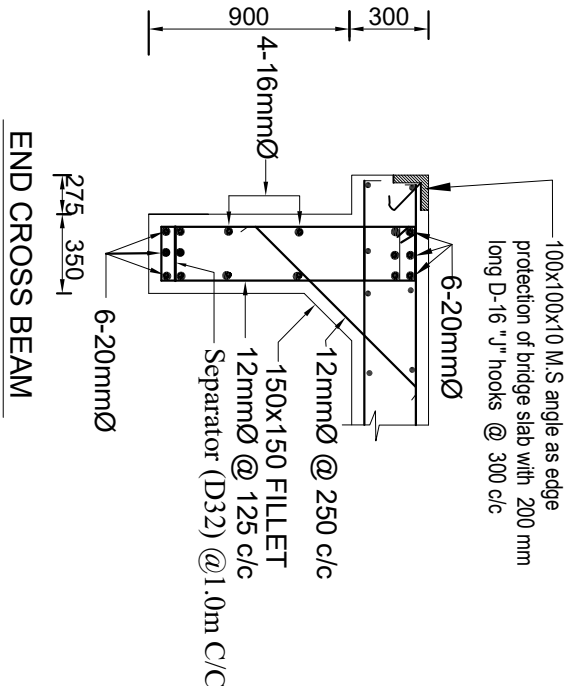 900
300
4-16mmØ
100x100x10 M.S angle as edge
protection of bridge slab with 200 mm
long D-16 "J" hooks @ 300 c/c
6-20mmØ
275
350
6-20mmØ
12mmØ @ 250 c/c
150x150 FILLET
12mmØ @ 125 c/c
Separator (D32) @1.0m C/C
END CROSS BEAM